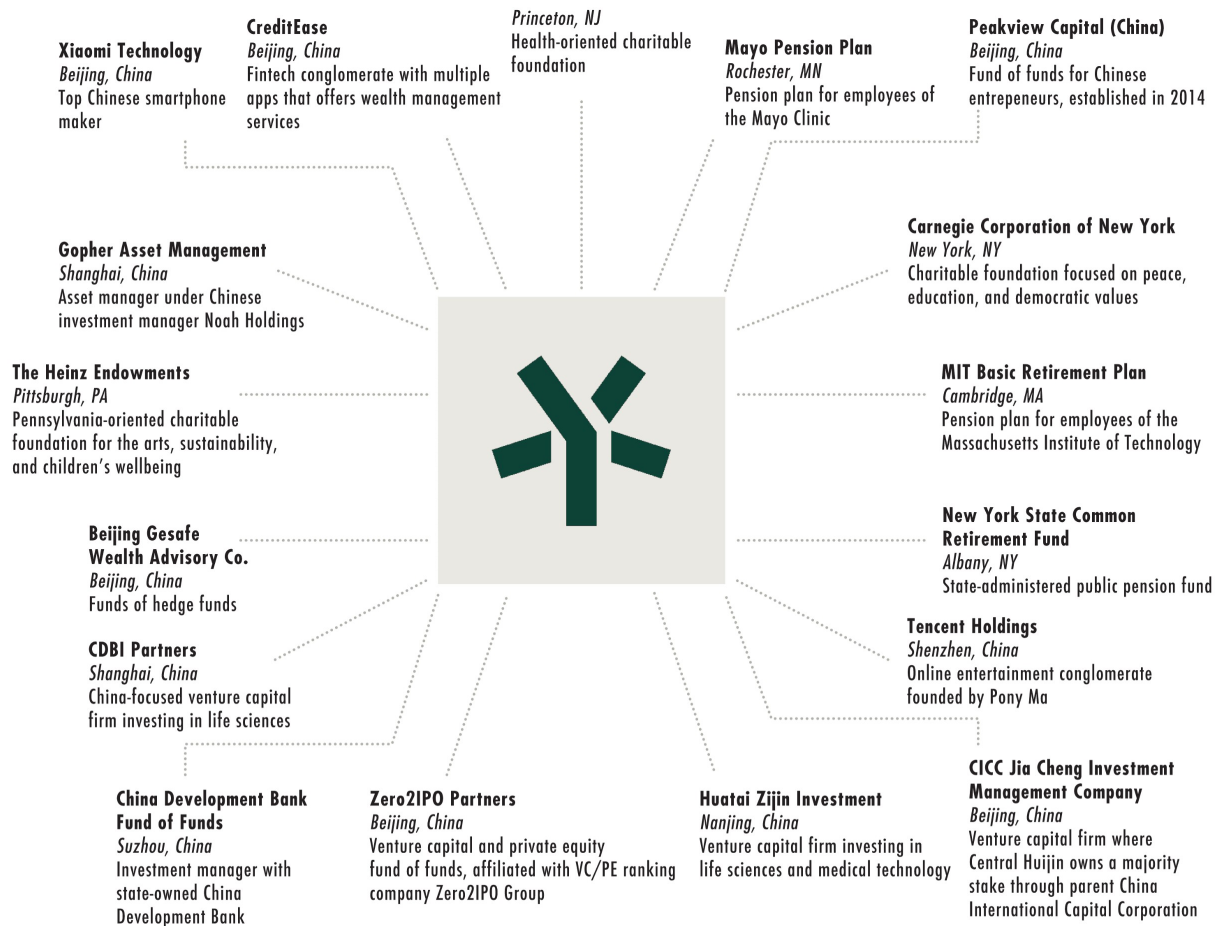 Xiaomi Technology
Beijing, China
Top Chinese smartphone
maker
CreditEase
Beijing, China
Fintech conglomerate with multiple
apps that offers wealth management
services
Princeton, NJ
Health-oriented charitable
foundation
Mayo Pension Plan
Rochester, MN
Pension plan for employees of
the Mayo Clinic
Peakview Capital (China)
Beijing, China
Fund of funds for Chinese
entrepeneurs, established in 2014
Gopher Asset Management
Shanghai, China
Asset manager under Chinese
investment manager Noah Holdings
Carnegie Corporation of New York
New York, NY
Charitable foundation focused on peace,
education, and democratic values
The Heinz Endowments
Pittsburgh, PA
Pennsylvania-oriented charitable
foundation for the arts, sustainability,
and children's wellbeing
MIT Basic Retirement Plan
Cambridge, MA
Pension plan for employees of the
Massachusetts Institute of Technology
Beijing Gesafe
Wealth Advisory Co.
Beijing, China
Funds of hedge funds
New York State Common
Retirement Fund
Albany, NY
State-administered public pension fund
CDBI Partners
Shanghai, China
China-focused venture capital
firm investing in life sciences
Tencent Holdings
Shenzhen, China
Online entertainment conglomerate
founded by Pony Ma
China Development Bank
Fund of Funds
Suzhou, China
Investment manager with
state-owned China
Development Bank
Zero2IPO Partners
Beijing, China
Venture capital and private equity
fund of funds, affiliated with VC/PE ranking
company Zero2IPO Group
Huatai Zijin Investment
Nanjing, China
Venture capital firm investing in
life sciences and medical technology
CICC Jia Cheng Investment
Management Company
Beijing, China
Venture capital firm where
Central Huijin owns a majority
stake through parent China
International Capital Corporation